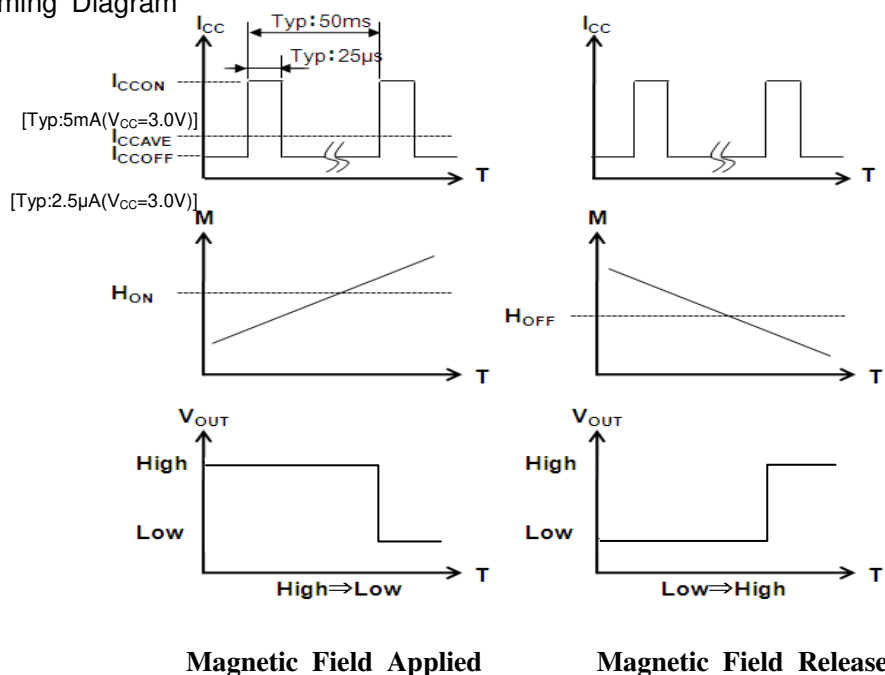 ming Diagram
ICC
Typ:50ms
Typ:25µs
ICCON
[Typ:5mA(VCC=3.0V)]
ICCAVE
ICCOFF
T
[Typ:2.5µA(VCC=3.0V)]
M
HON
T
VOUT
High
Low
T
High⇒Low
Magnetic Field Applied
ICC
T
M
HOFF
T
VOUT
High
Low
T
Low⇒High
Magnetic Field Release